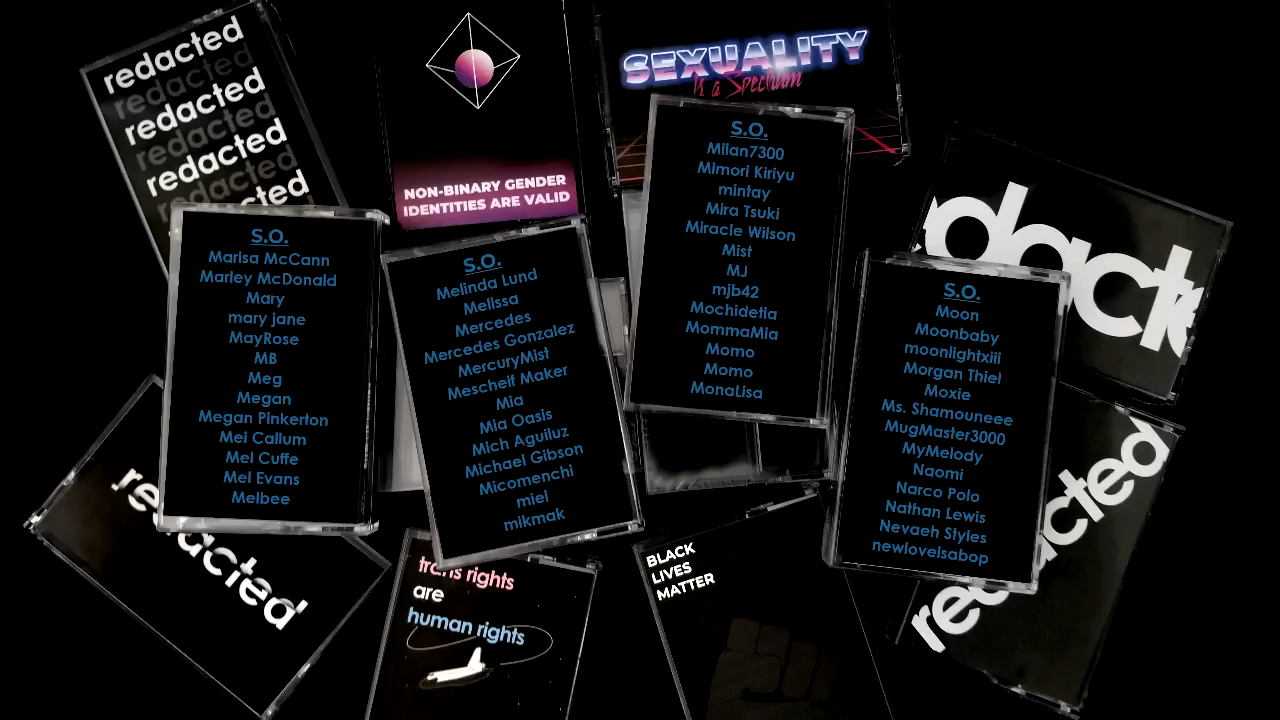 redacted
redacted
redacted
redacted
redacted
redacted
redacted
NON-BINARY GENDER
IDENTITIES ARE VALID
SEXUALITY
Is a Spectrum
S.O.
Marisa McCann
Marley McDonald
Mary
mary jane
MayRose
MB
Meg
Megan
Megan Pinkerton
Mei Callum
Mel Cuffe
Mel Evans
Melbee
S.O.
Melinda Lund
Melissa
Mercedes
Mercedes Gonzalez
MercuryMist
Mescheif Maker
Mia
Mia Oasis
Mich Aguiluz
Michael Gibson
Micomenchi
miel
mikmak
S.O.
Milan7300
MImori Kiriyu
mintay
Mira Tsuki
Miracle Wilson
Mist
MJ
mjb42
Mochidetia
MommaMia
Momo
Momo
MonaLisa
S.O.
Moon
Moonbaby
moonlightxiii
Morgan Thiel
Moxie
Ms. Shamouneee
MugMaster3000
MyMelody
Naomi
Narco Polo
Nathan Lewis
Nevaeh Styles
newlovelsabop
dacte
redacted
trans rights
are
human rights
BLACK
LIVES
MATTER
redacted